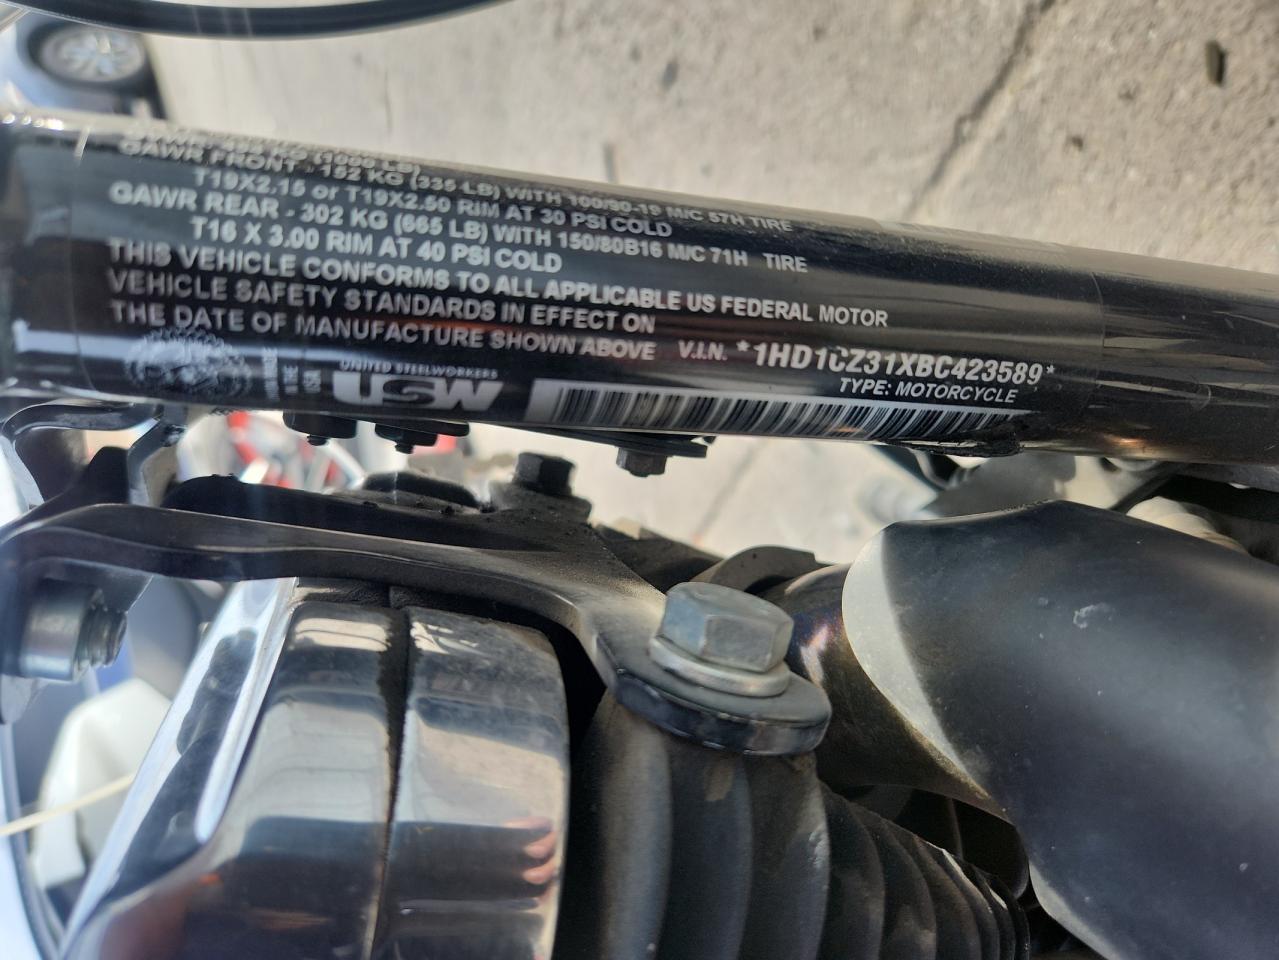 (1000 LB)
GAWR FRONT - 152 KG (335 LB) WITH 100/90-19 M/C 57H TIRE
T19X2.15 or T19X2.50 RIM AT 30 PSI COLD
GAWR REAR - 302 KG (665 LB) WITH 150/80B16 M/C 71H TIRE
T16 X 3.00 RIM AT 40 PSI COLD
THIS VEHICLE CONFORMS TO ALL APPLICABLE US FEDERAL MOTOR
VEHICLE SAFETY STANDARDS IN EFFECT ON
THE DATE OF MANUFACTURE SHOWN ABOVE V.I.N. *1HD1CZ31XBC423589*
TYPE: MOTORCYCLE
UNITED STEELWORKERS
USW